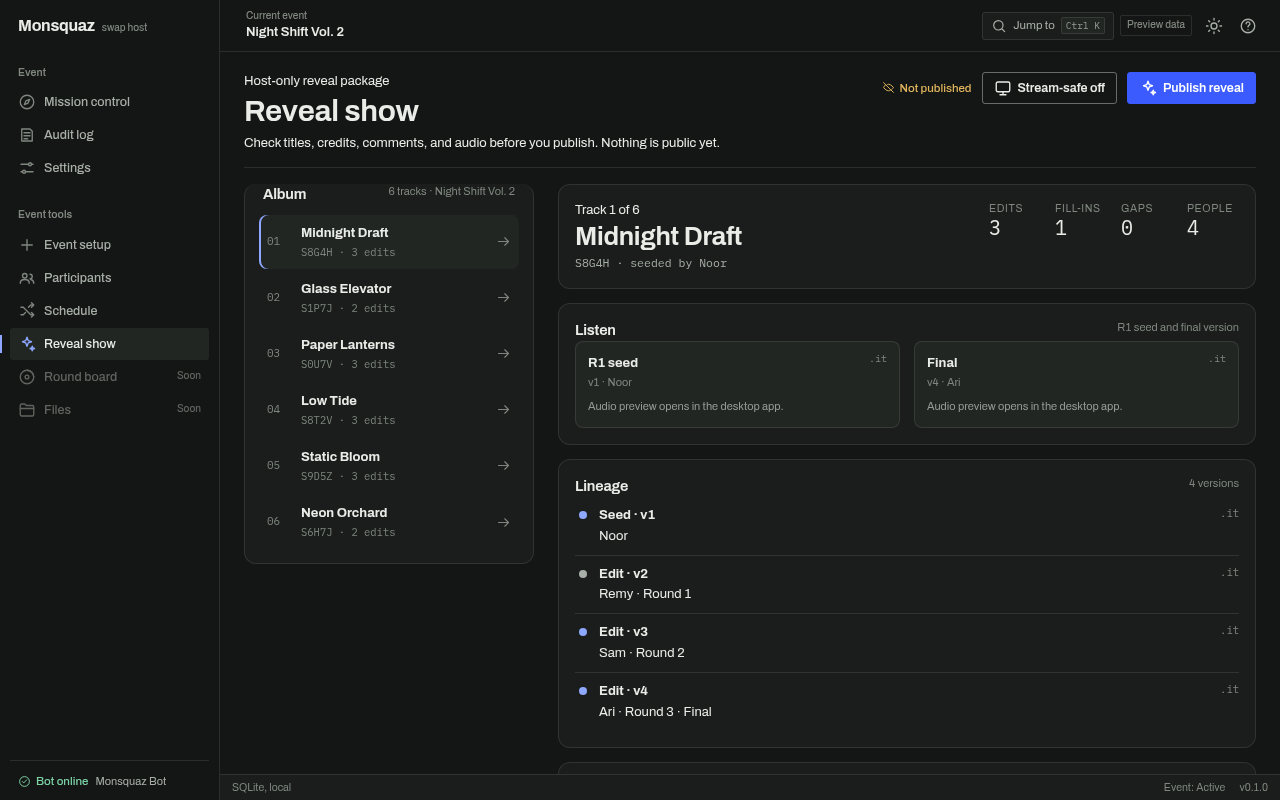 Monsquaz swap host
Event
Mission control
Audit log
Settings
Event tools
Event setup
Participants
Schedule
Reveal show
Round board Soon
Files Soon
Bot online Monsquaz Bot
Current event
Night Shift Vol. 2
Jump to Ctrl K
Preview data
Host-only reveal package
Reveal show
Check titles, credits, comments, and audio before you publish. Nothing is public yet.
Not published
Stream-safe off
Publish reveal
Album 6 tracks · Night Shift Vol. 2
01 Midnight Draft
S8G4H · 3 edits
02 Glass Elevator
S1P7J · 2 edits
03 Paper Lanterns
S0U7V · 3 edits
04 Low Tide
S8T2V · 3 edits
05 Static Bloom
S9D5Z · 3 edits
06 Neon Orchard
S6H7J · 2 edits
Track 1 of 6
Midnight Draft
S8G4H · seeded by Noor
EDITS FILL-INS GAPS PEOPLE
3 1 0 4
Listen R1 seed and final version
R1 seed .it
v1 · Noor
Audio preview opens in the desktop app.
Final .it
v4 · Ari
Audio preview opens in the desktop app.
Lineage 4 versions
Seed · v1 .it
Noor
Edit · v2 .it
Remy · Round 1
Edit · v3 .it
Sam · Round 2
Edit · v4 .it
Ari · Round 3 · Final
SQLite, local
Event: Active v0.1.0